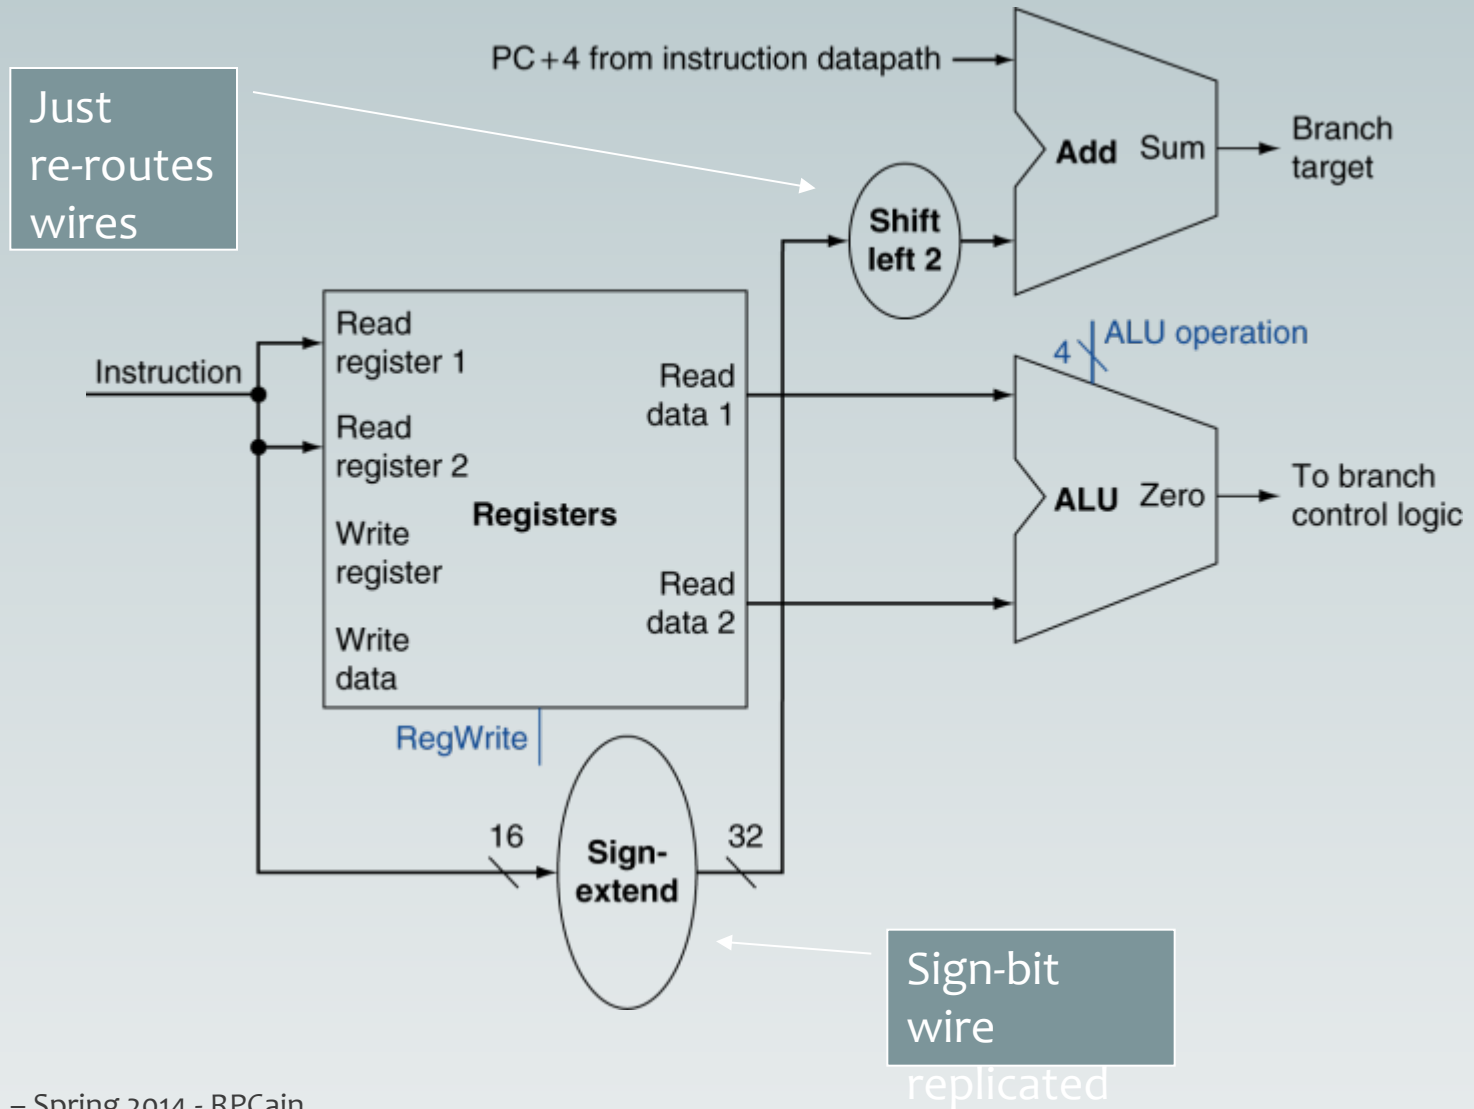 PC+4 from instruction datapath
Just
re-routes
wires
Add Sum
Branch
target
Shift
left 2
Instruction
Read
register 1
Read
register 2
Write
register
Write
data
Registers
Read
data 1
Read
data 2
RegWrite
4
ALU operation
ALU Zero
To branch
control logic
16
Sign-
extend
32
Sign-bit
wire
replicated
– Spring 2014 - RPCain